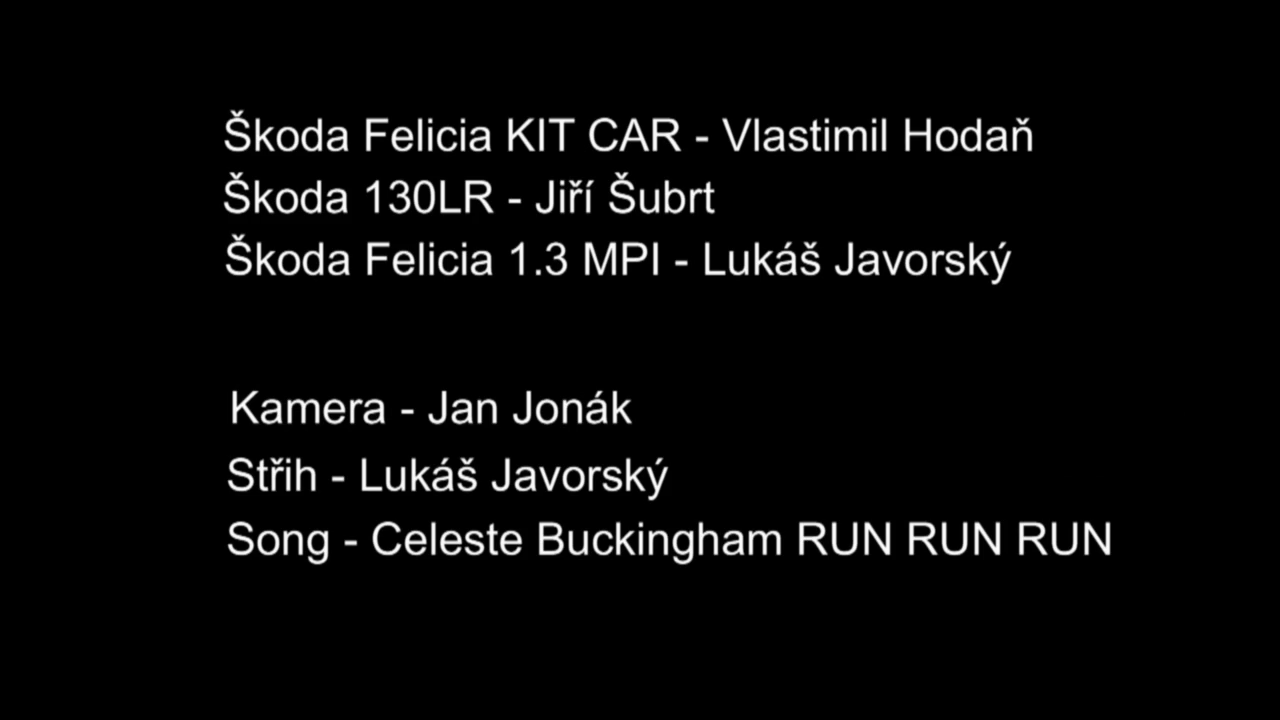 Škoda Felicia KIT CAR - Vlastimil Hodaň
Škoda 130LR - Jiří Šubrt
Škoda Felicia 1.3 MPI - Lukáš Javorský
Kamera - Jan Jonák
Střih - Lukáš Javorský
Song - Celeste Buckingham RUN RUN RUN